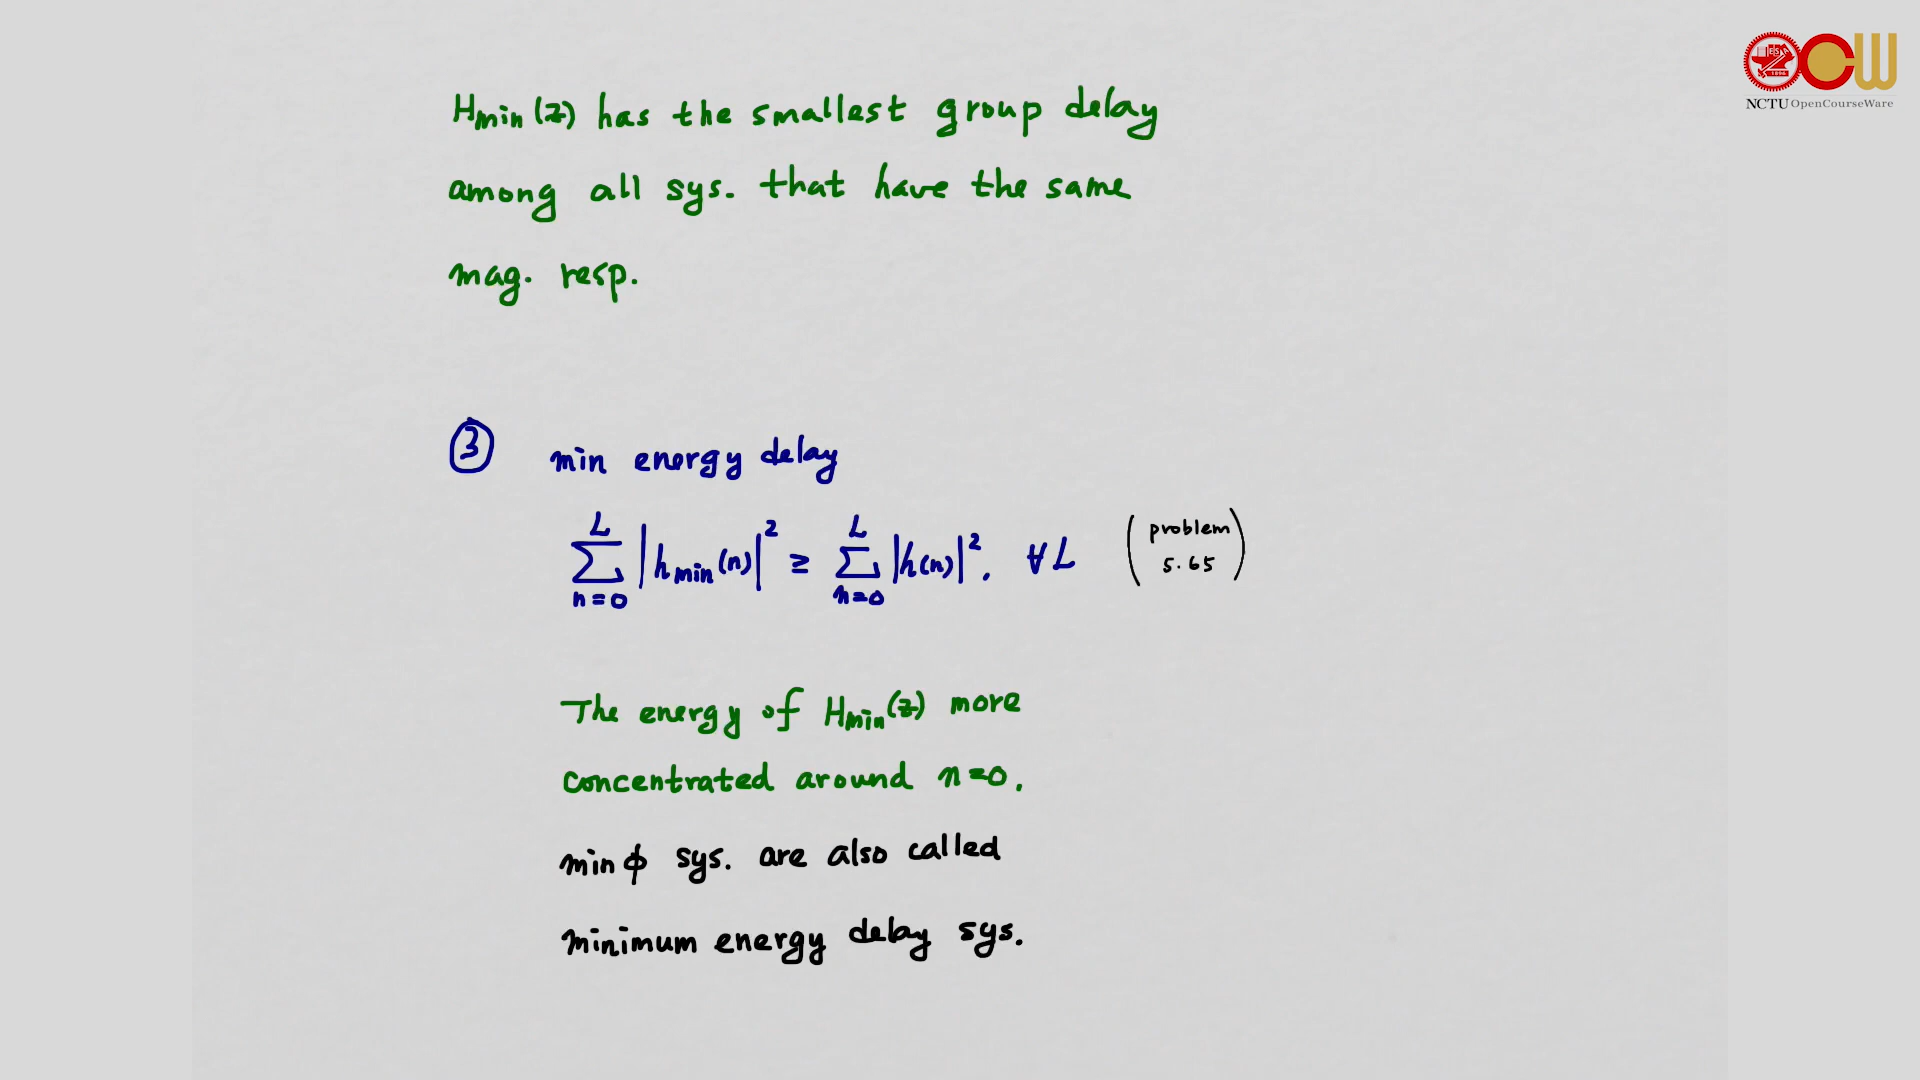 OCW
NCTU OpenCourseWare
Hmin(z) has the smallest group delay
among all sys. that have the same
mag. resp.
③ min energy delay
∑_{n=0}^{L} |h_min(n)|² ≥ ∑_{n=0}^{L} |h(n)|², ∀L (problem 5.65)
The energy of Hmin(z) more
concentrated around n=0.
min ϕ sys. are also called
minimum energy delay sys.